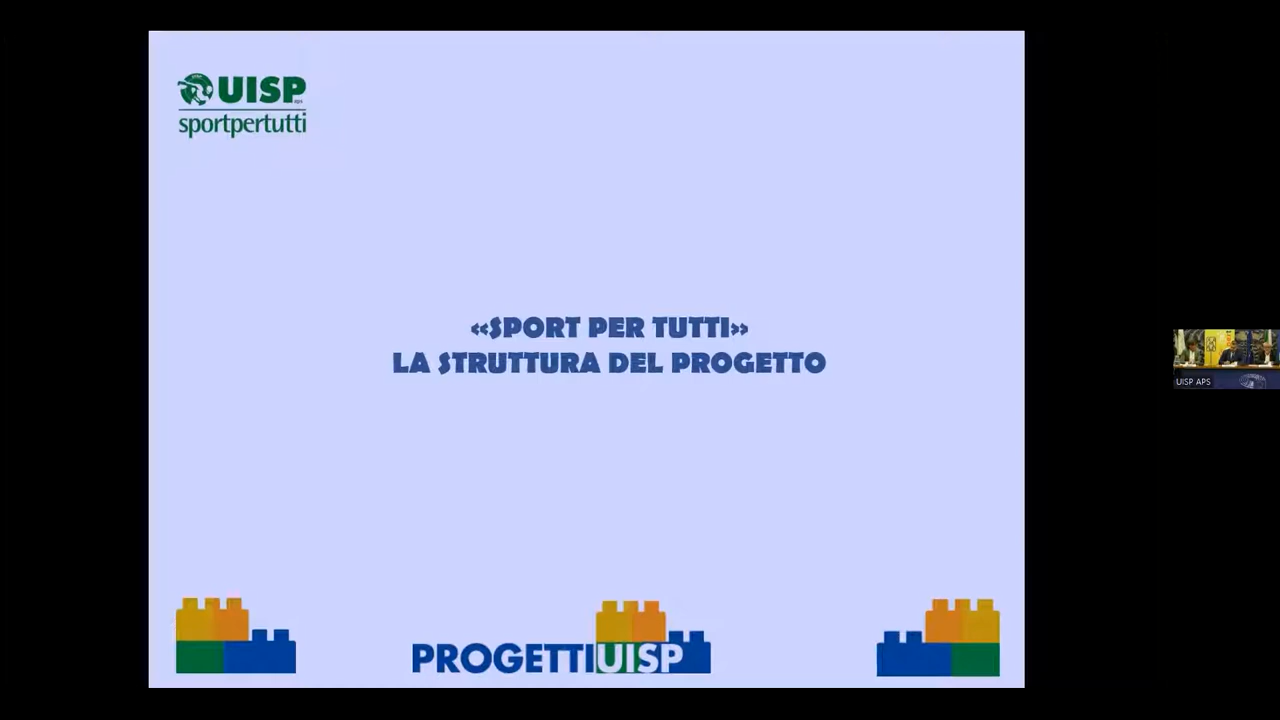 UISP
aps
sportpertutti
«SPORT PER TUTTI»
LA STRUTTURA DEL PROGETTO
PROGETTIUISP
UISP APS